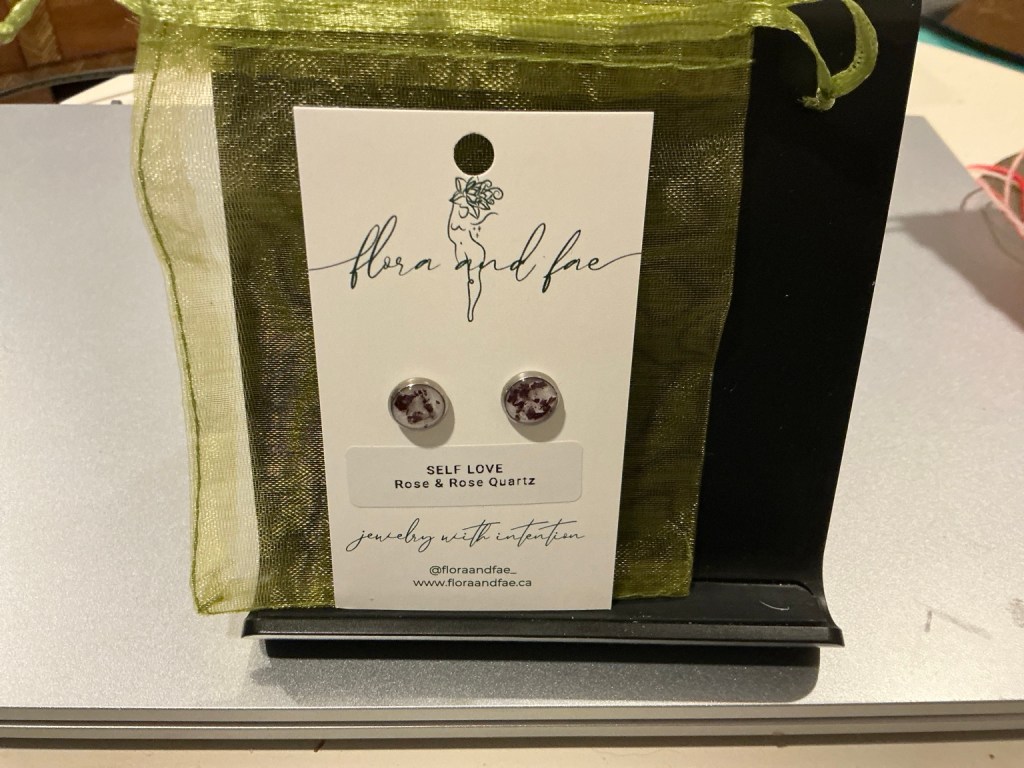 flora and fae
SELF LOVE
Rose & Rose Quartz
jewelry with intention
@floraandfae_
www.floraandfae.ca